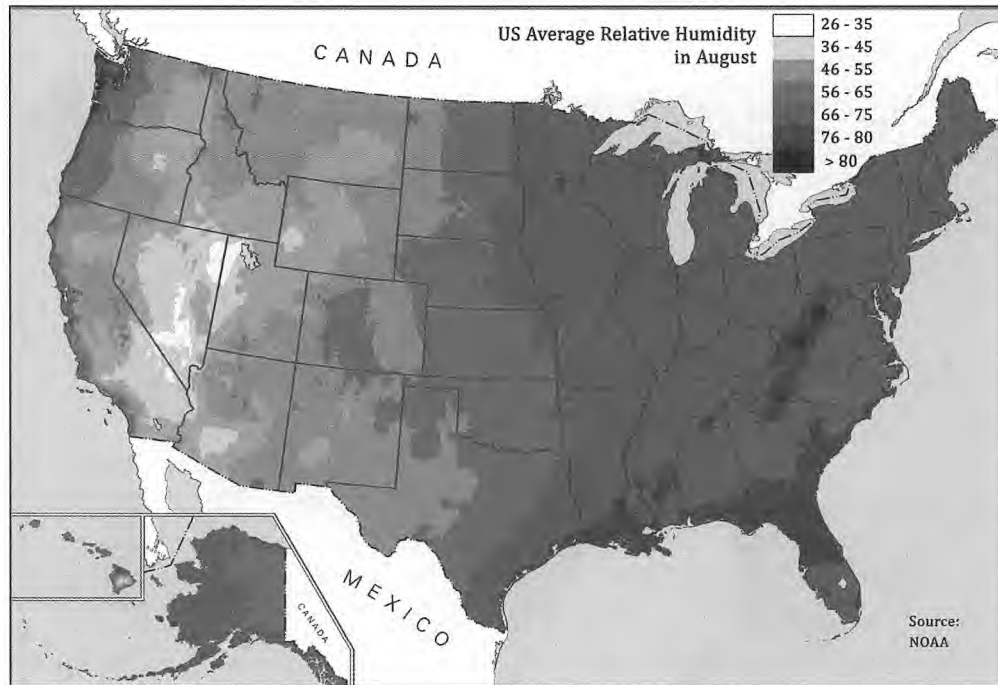 CANADA
US Average Relative Humidity
in August
26 - 35
36 - 45
46 - 55
56 - 65
66 - 75
76 - 80
> 80
MEXICO
CANADA
Source:
NOAA